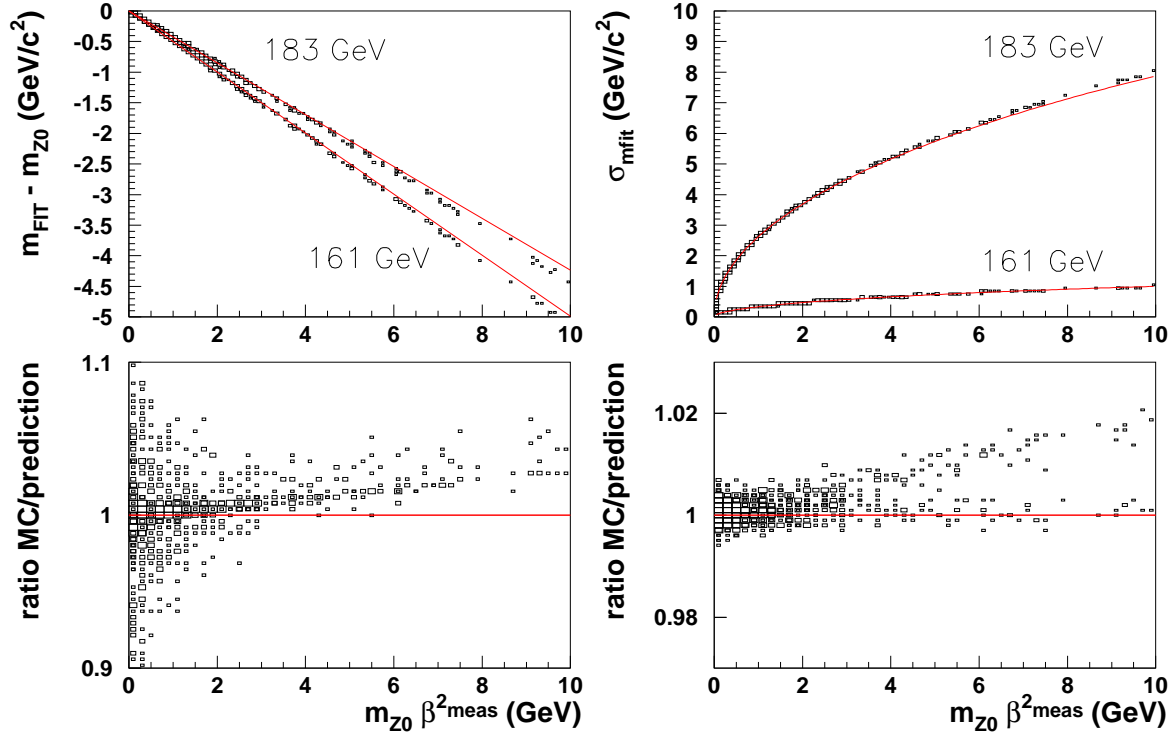 m_FIT - m_Z0 (GeV/c²)
0
-0.5
-1
-1.5
-2
-2.5
-3
-3.5
-4
-4.5
-5
183 GeV
161 GeV
0 2 4 6 8 10
σ_mfit (GeV/c²)
10
9
8
7
6
5
4
3
2
1
0
183 GeV
161 GeV
0 2 4 6 8 10
ratio MC/prediction
1.1
1
0.9
0 2 4 6 8 10
m_Z0 β²meas (GeV)
ratio MC/prediction
1.02
1
0.98
0 2 4 6 8 10
m_Z0 β²meas (GeV)